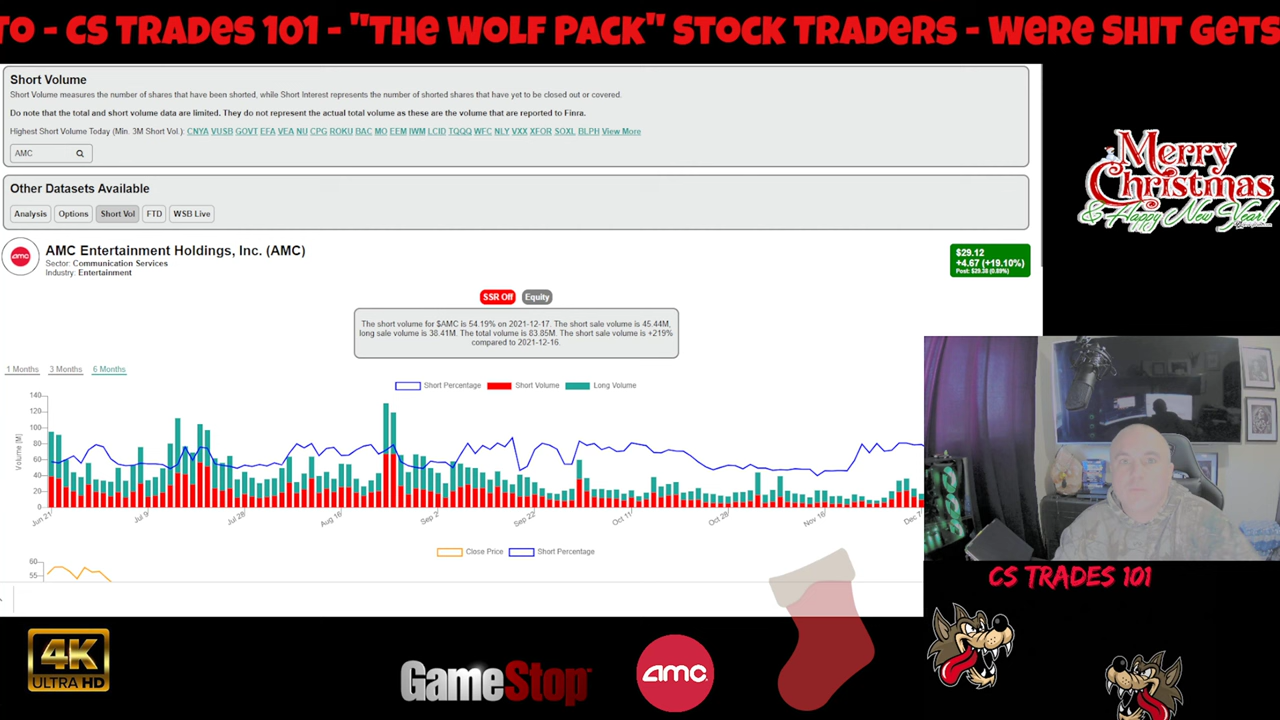 TO - CS TRADES 101 - "THE WOLF PACK" STOCK TRADERS - WERE SHIT GETS
Short Volume
Short Volume measures the number of shares that have been shorted, while Short Interest represents the number of shorted shares that have yet to be closed out or covered.
Do note that the total and short volume data are limited. They do not represent the actual total volume as these are the volume that are reported to Finra.
Highest Short Volume Today (Min. 3M Short Vol.): CNYA VUSB GOVT EFA VEA NU CPG ROKU BAC MO EEM IWM LCID TQQQ WFC NLY VXX XFOR SOXL BLPH View More
AMC
Merry
Christmas
& Happy New Year!
Other Datasets Available
Analysis Options Short Vol FTD WSB Live
amc
AMC Entertainment Holdings, Inc. (AMC)
Sector: Communication Services
Industry: Entertainment
$29.12
+4.67 (+19.10%)
Post: $29.38 (0.89%)
SSR Off Equity
The short volume for $AMC is 54.19% on 2021-12-17. The short sale volume is 45.44M,
long sale volume is 38.41M. The total volume is 83.85M. The short sale volume is +219%
compared to 2021-12-16.
1 Months 3 Months 6 Months
Short Percentage Short Volume Long Volume
Volume [M]
140
120
100
80
60
40
20
0
Jun 21 Jul 9 Jul 28 Aug 16 Sep 2 Sep 22 Oct 11 Oct 28 Nov 16 Dec 7
Close Price Short Percentage
60
55
CS TRADES 101
4K
ULTRA HD
GameStop
amc